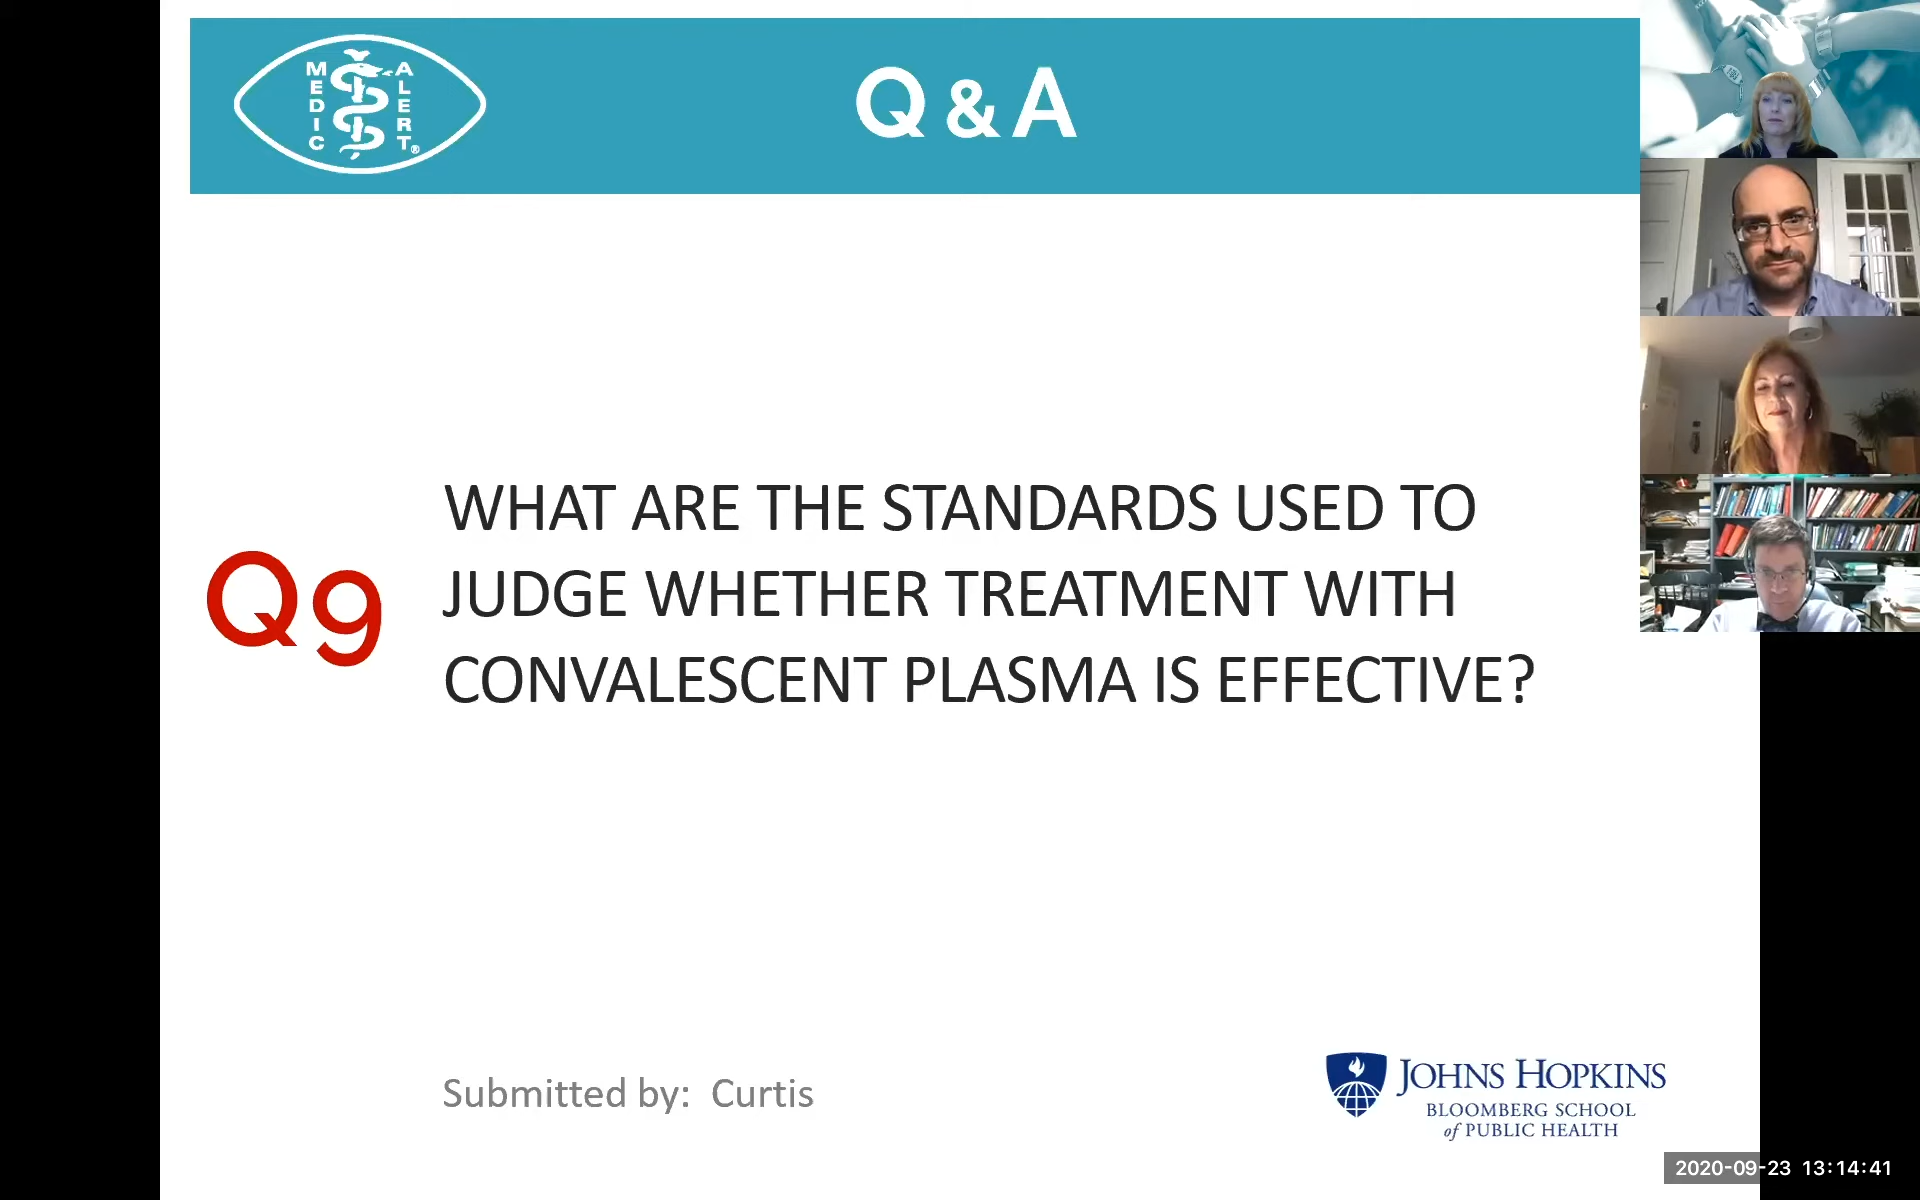 MEDIC ALERT®
Q & A
Q9
WHAT ARE THE STANDARDS USED TO
JUDGE WHETHER TREATMENT WITH
CONVALESCENT PLASMA IS EFFECTIVE?
Submitted by: Curtis
JOHNS HOPKINS
BLOOMBERG SCHOOL
of PUBLIC HEALTH
2020-09-23 13:14:41